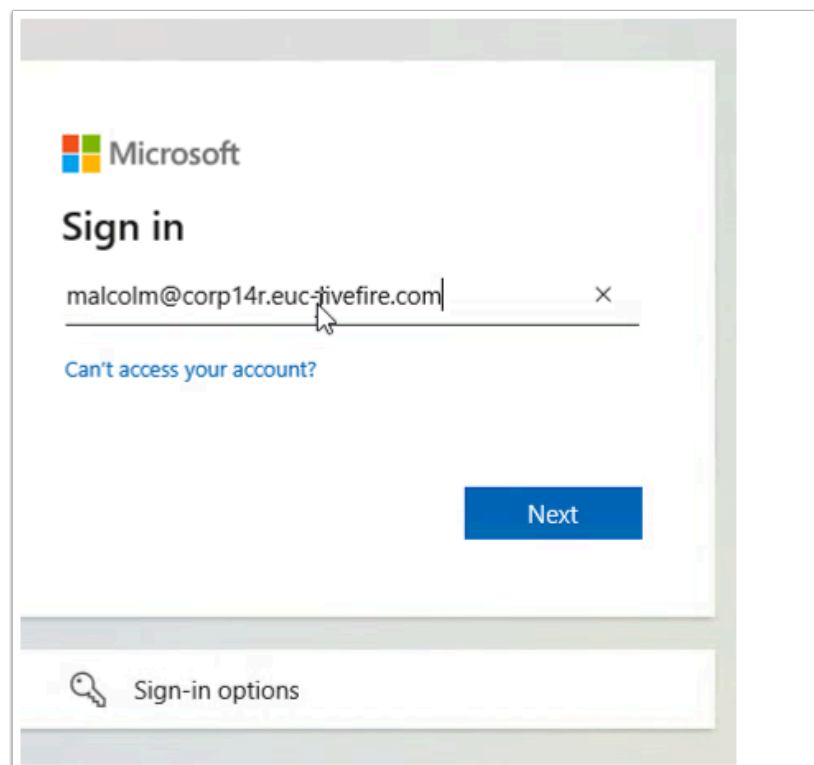 Microsoft
Sign in
malcolm@corp14r.euc-livefire.com
Can't access your account?
Next
Sign-in options